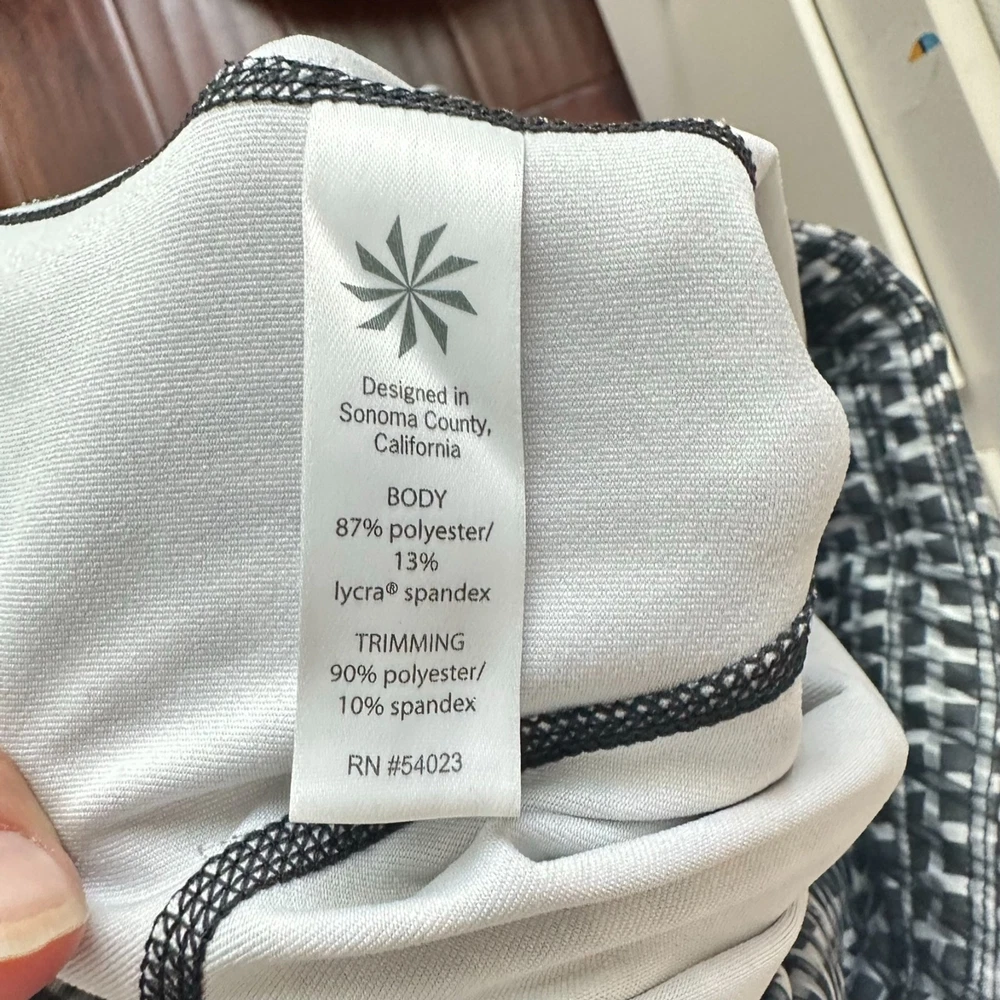 Designed in
Sonoma County,
California
BODY
87% polyester/
13%
lycra® spandex
TRIMMING
90% polyester/
10% spandex
RN #54023